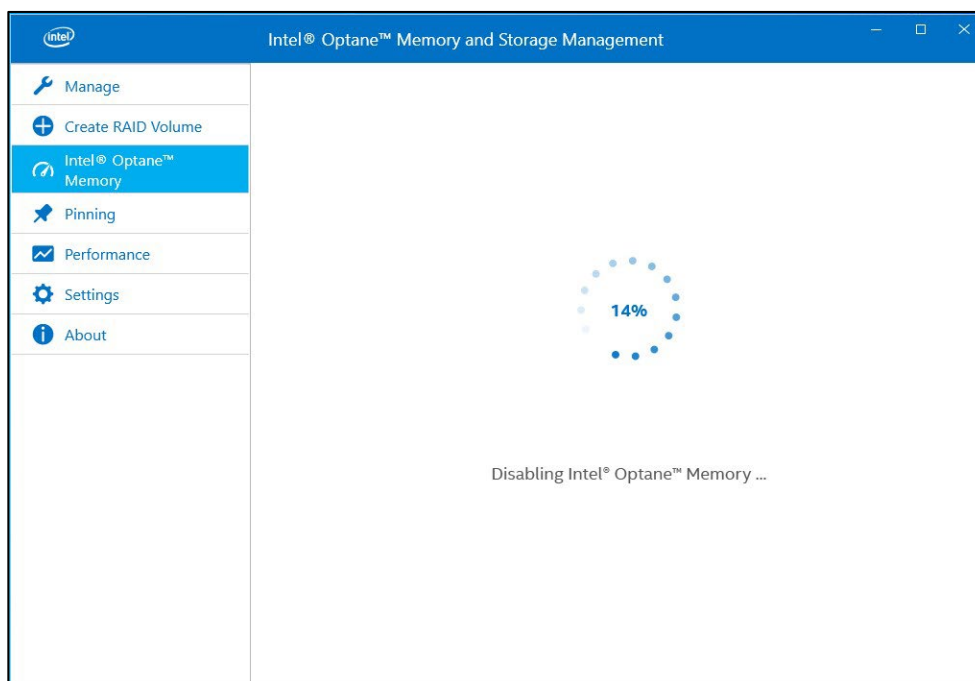 intel
Intel® Optane™ Memory and Storage Management
Manage
Create RAID Volume
Intel® Optane™
Memory
Pinning
Performance
Settings
About
14%
Disabling Intel® Optane™ Memory ...